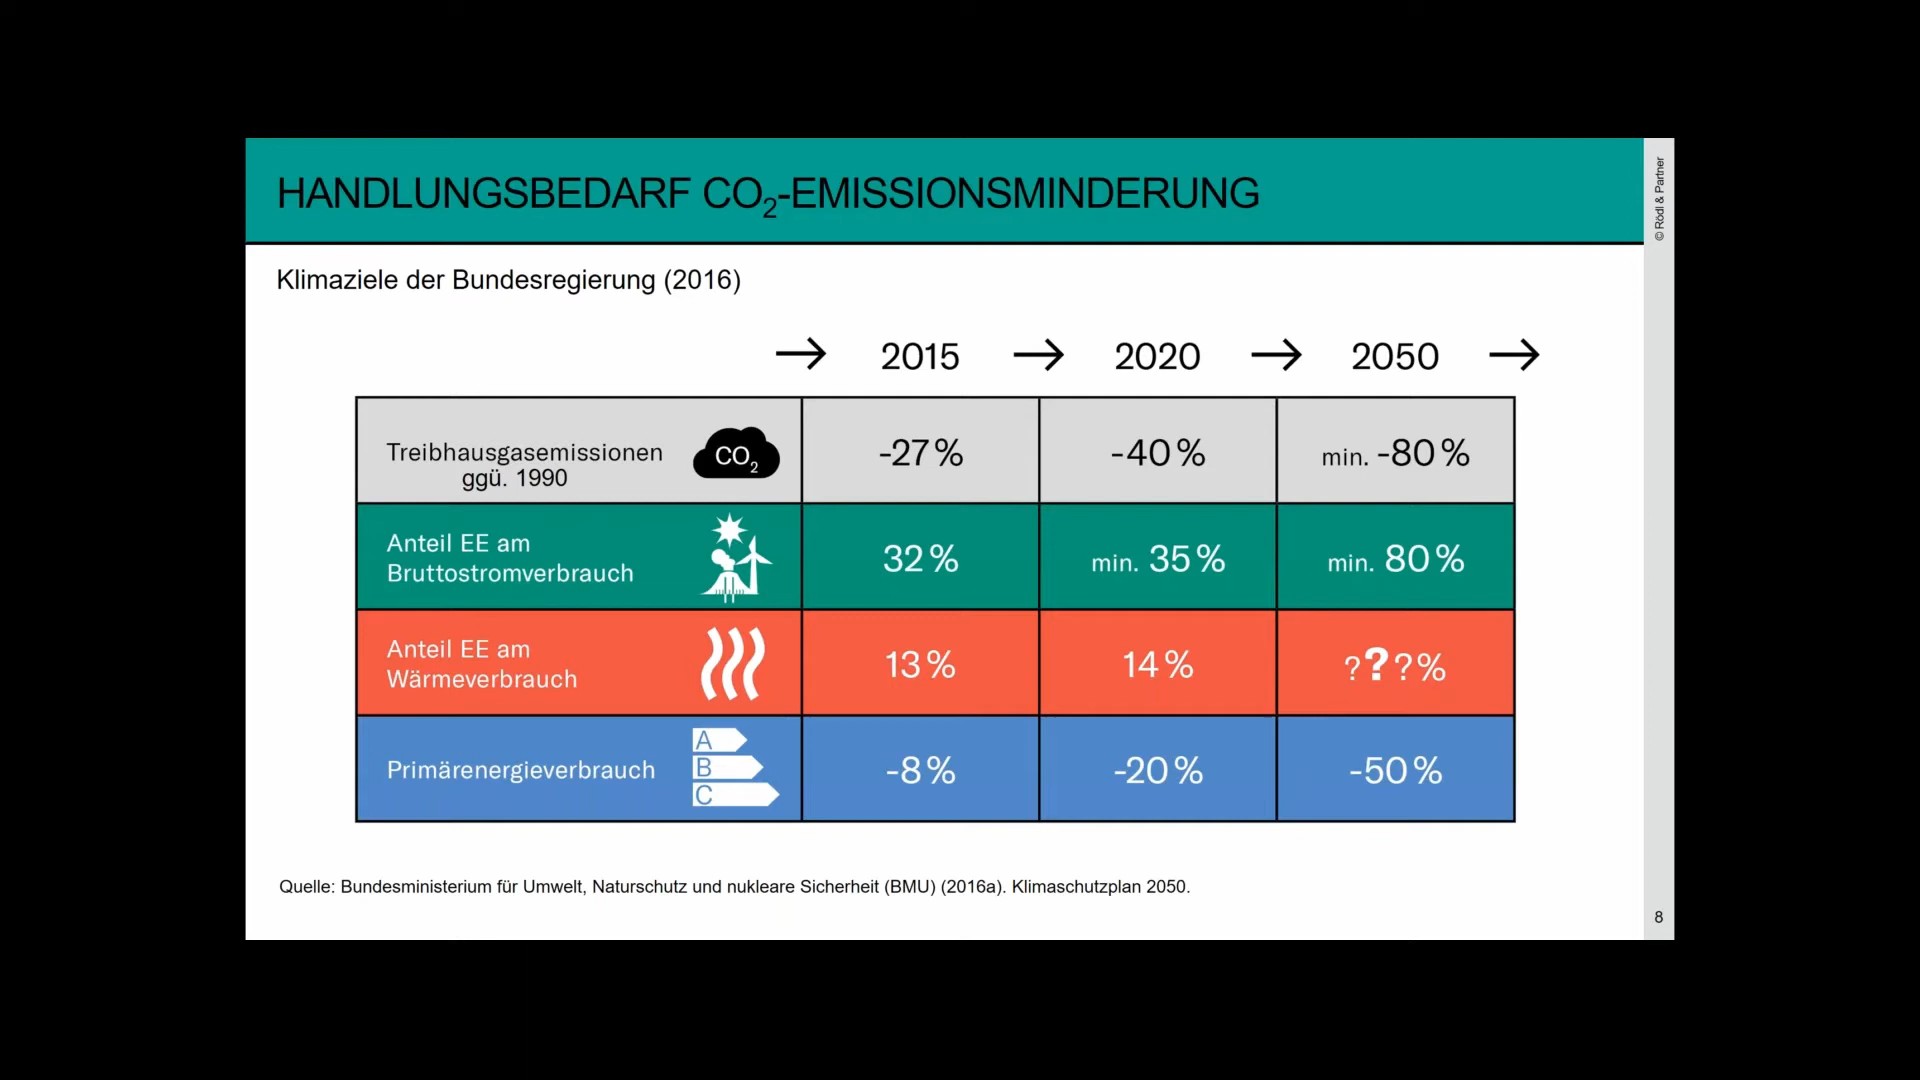 HANDLUNGSBEDARF CO₂-EMISSIONSMINDERUNG
© Rödl & Partner
Klimaziele der Bundesregierung (2016)
→ 2015 → 2020 → 2050 →
Treibhausgasemissionen
ggü. 1990
CO₂
-27 % -40 % min. -80 %
Anteil EE am
Bruttostromverbrauch
32 % min. 35 % min. 80 %
Anteil EE am
Wärmeverbrauch
13 % 14 % ???%
Primärenergieverbrauch
A
B
C
-8 % -20 % -50 %
Quelle: Bundesministerium für Umwelt, Naturschutz und nukleare Sicherheit (BMU) (2016a). Klimaschutzplan 2050.
8